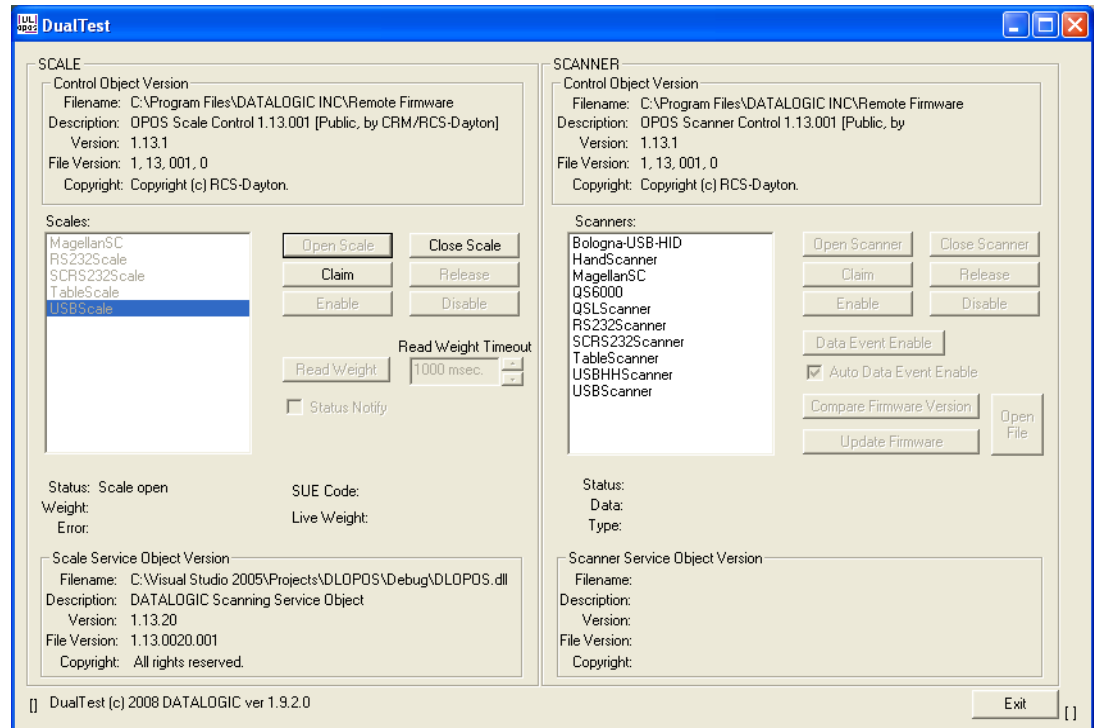 DualTest
SCALE
Control Object Version
Filename: C:\Program Files\DATALOGIC INC\Remote Firmware
Description: OPOS Scale Control 1.13.001 [Public, by CRM/RCS-Dayton]
Version: 1.13.1
File Version: 1, 13, 001, 0
Copyright: Copyright (c) RCS-Dayton.
Scales:
MagellanSC
RS232Scale
SCRS232Scale
TableScale
USBScale
Open Scale
Close Scale
Claim
Release
Enable
Disable
Read Weight Timeout
Read Weight
1000 msec.
Status Notify
Status: Scale open
Weight:
Error:
SUE Code:
Live Weight:
Scale Service Object Version
Filename: C:\Visual Studio 2005\Projects\DLOPOS\Debug\DLOPOS.dll
Description: DATALOGIC Scanning Service Object
Version: 1.13.20
File Version: 1.13.0020.001
Copyright: All rights reserved.
SCANNER
Control Object Version
Filename: C:\Program Files\DATALOGIC INC\Remote Firmware
Description: OPOS Scanner Control 1.13.001 [Public, by
Version: 1.13.1
File Version: 1, 13, 001, 0
Copyright: Copyright (c) RCS-Dayton.
Scanners:
Bologna-USB-HID
HandScanner
MagellanSC
QS6000
QSLScanner
RS232Scanner
SCRS232Scanner
TableScanner
USBHHScanner
USBScanner
Open Scanner
Close Scanner
Claim
Release
Enable
Disable
Data Event Enable
Auto Data Event Enable
Compare Firmware Version
Open
File
Update Firmware
Status:
Data:
Type:
Scanner Service Object Version
Filename:
Description:
Version:
File Version:
Copyright:
[] DualTest (c) 2008 DATALOGIC ver 1.9.2.0
Exit
[ ]